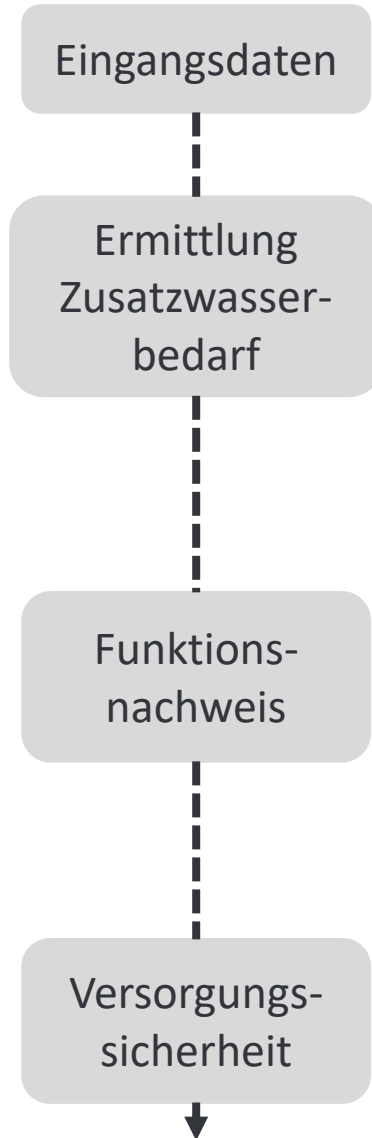 Eingangsdaten
Ermittlung
Zusatzwasser-
bedarf
Funktions-
nachweis
Versorgungs-
sicherheit